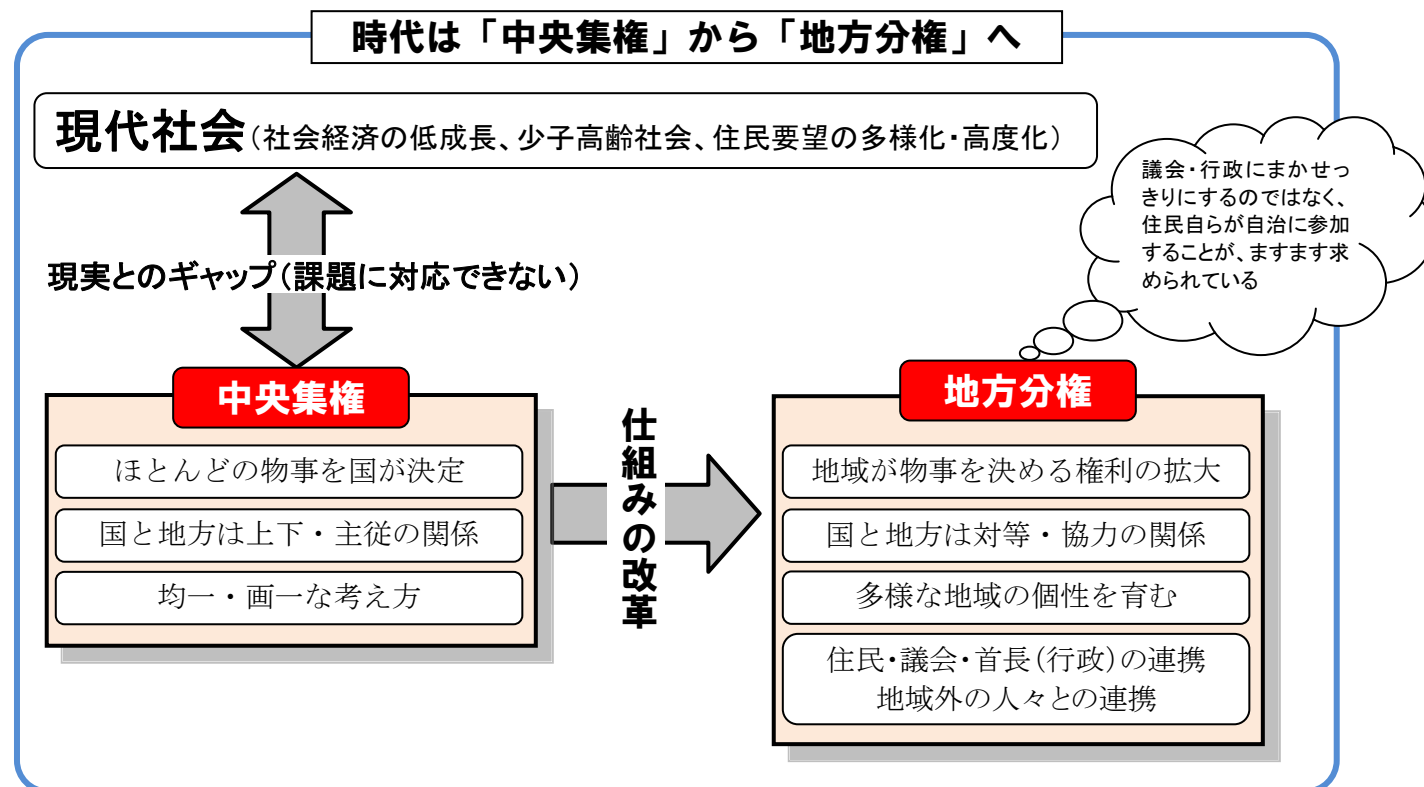 時代は「中央集権」から「地方分権」へ
現代社会(社会経済の低成長、少子高齢社会、住民要望の多様化・高度化)
議会・行政にまかせっ
きりにするのではなく、
住民自らが自治に参加
することが、ますます求
められている
現実とのギャップ(課題に対応できない)
中央集権
ほとんどの物事を国が決定
国と地方は上下・主従の関係
均一・画一な考え方
仕組みの改革
地方分権
地域が物事を決める権利の拡大
国と地方は対等・協力の関係
多様な地域の個性を育む
住民・議会・首長(行政)の連携
地域外の人々との連携